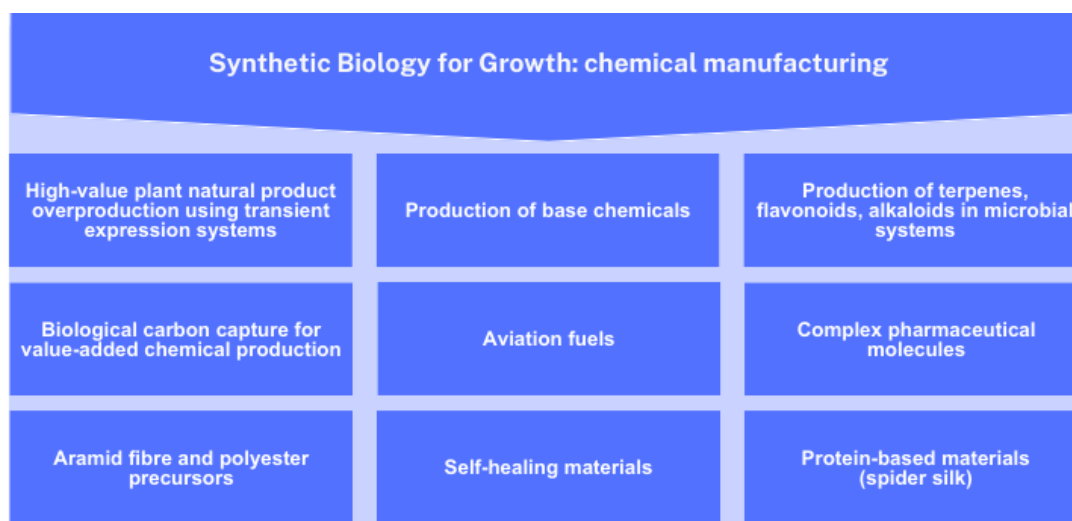 Synthetic Biology for Growth: chemical manufacturing
High-value plant natural product
overproduction using transient
expression systems
Production of base chemicals
Production of terpenes,
flavonoids, alkaloids in microbial
systems
Biological carbon capture for
value-added chemical production
Aviation fuels
Complex pharmaceutical
molecules
Aramid fibre and polyester
precursors
Self-healing materials
Protein-based materials
(spider silk)